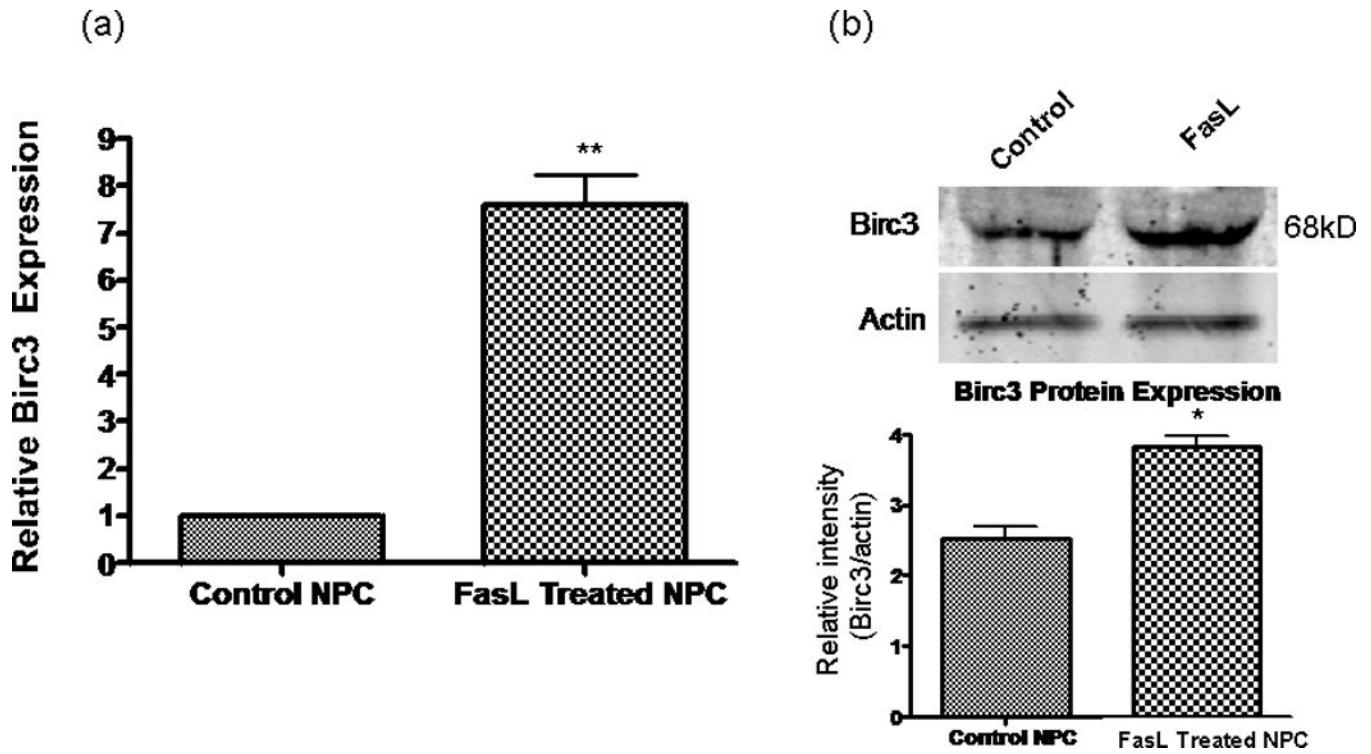 (a)
Relative Birc3 Expression
9
8
7
6
5
4
3
2
1
0
**
Control NPC
FasL Treated NPC
(b)
Control
FasL
Birc3
68kD
Actin
Birc3 Protein Expression
Relative intensity
(Birc3/actin)
4
3
2
1
0
*
Control NPC
FasL Treated NPC